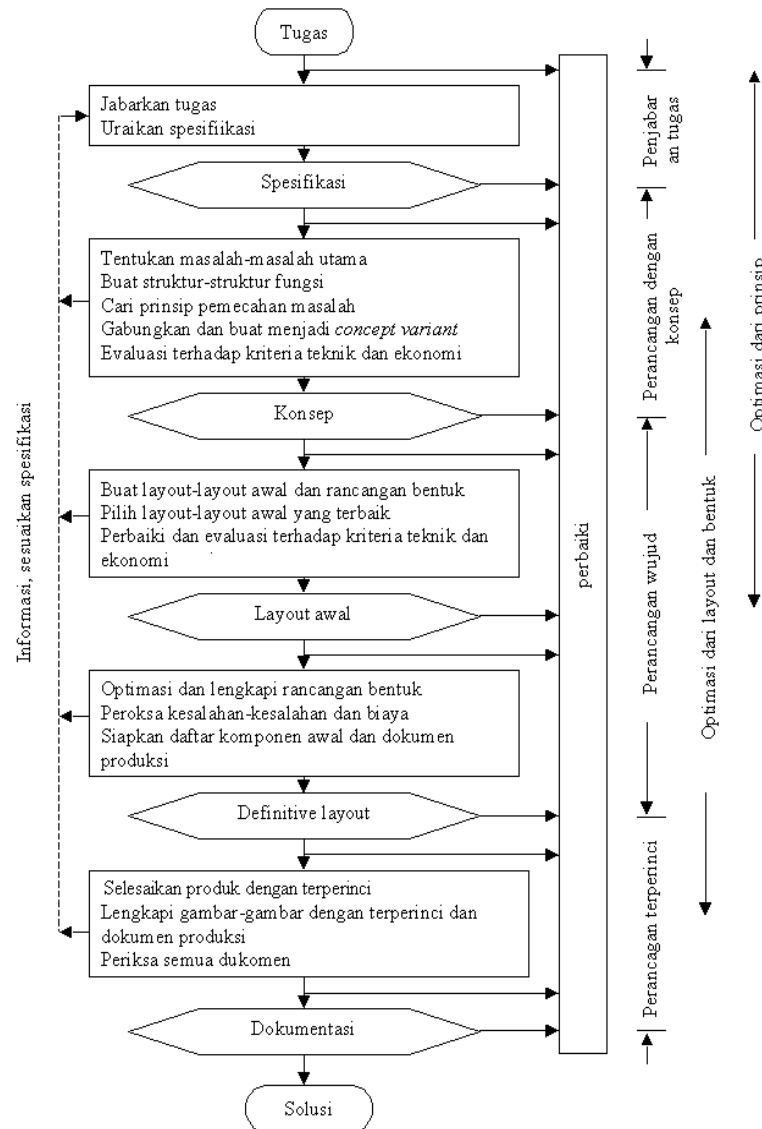 Tugas
Jabarkan tugas
Uraikan spesifiikasi
Spesifikasi
Tentukan masalah-masalah utama
Buat struktur-struktur fungsi
Cari prinsip pemecahan masalah
Gabungkan dan buat menjadi concept variant
Evaluasi terhadap kriteria teknik dan ekonomi
Konsep
Buat layout-layout awal dan rancangan bentuk
Pilih layout-layout awal yang terbaik
Perbaiki dan evaluasi terhadap kriteria teknik dan
ekonomi
Layout awal
Optimasi dan lengkapi rancangan bentuk
Peroksa kesalahan-kesalahan dan biaya
Siapkan daftar komponen awal dan dokumen
produksi
Definitive layout
Selesaikan produk dengan terperinci
Lengkapi gambar-gambar dengan terperinci dan
dokumen produksi
Periksa semua dukomen
Dokumentasi
Solusi
Informasi, sesuaikan spesifikasi
perbaiki
Penjabar
an tugas
Perancangan dengan
konsep
Perancangan wujud
Perancagan terperinci
Optimasi dari layout dan bentuk
Optimasi dari prinsip